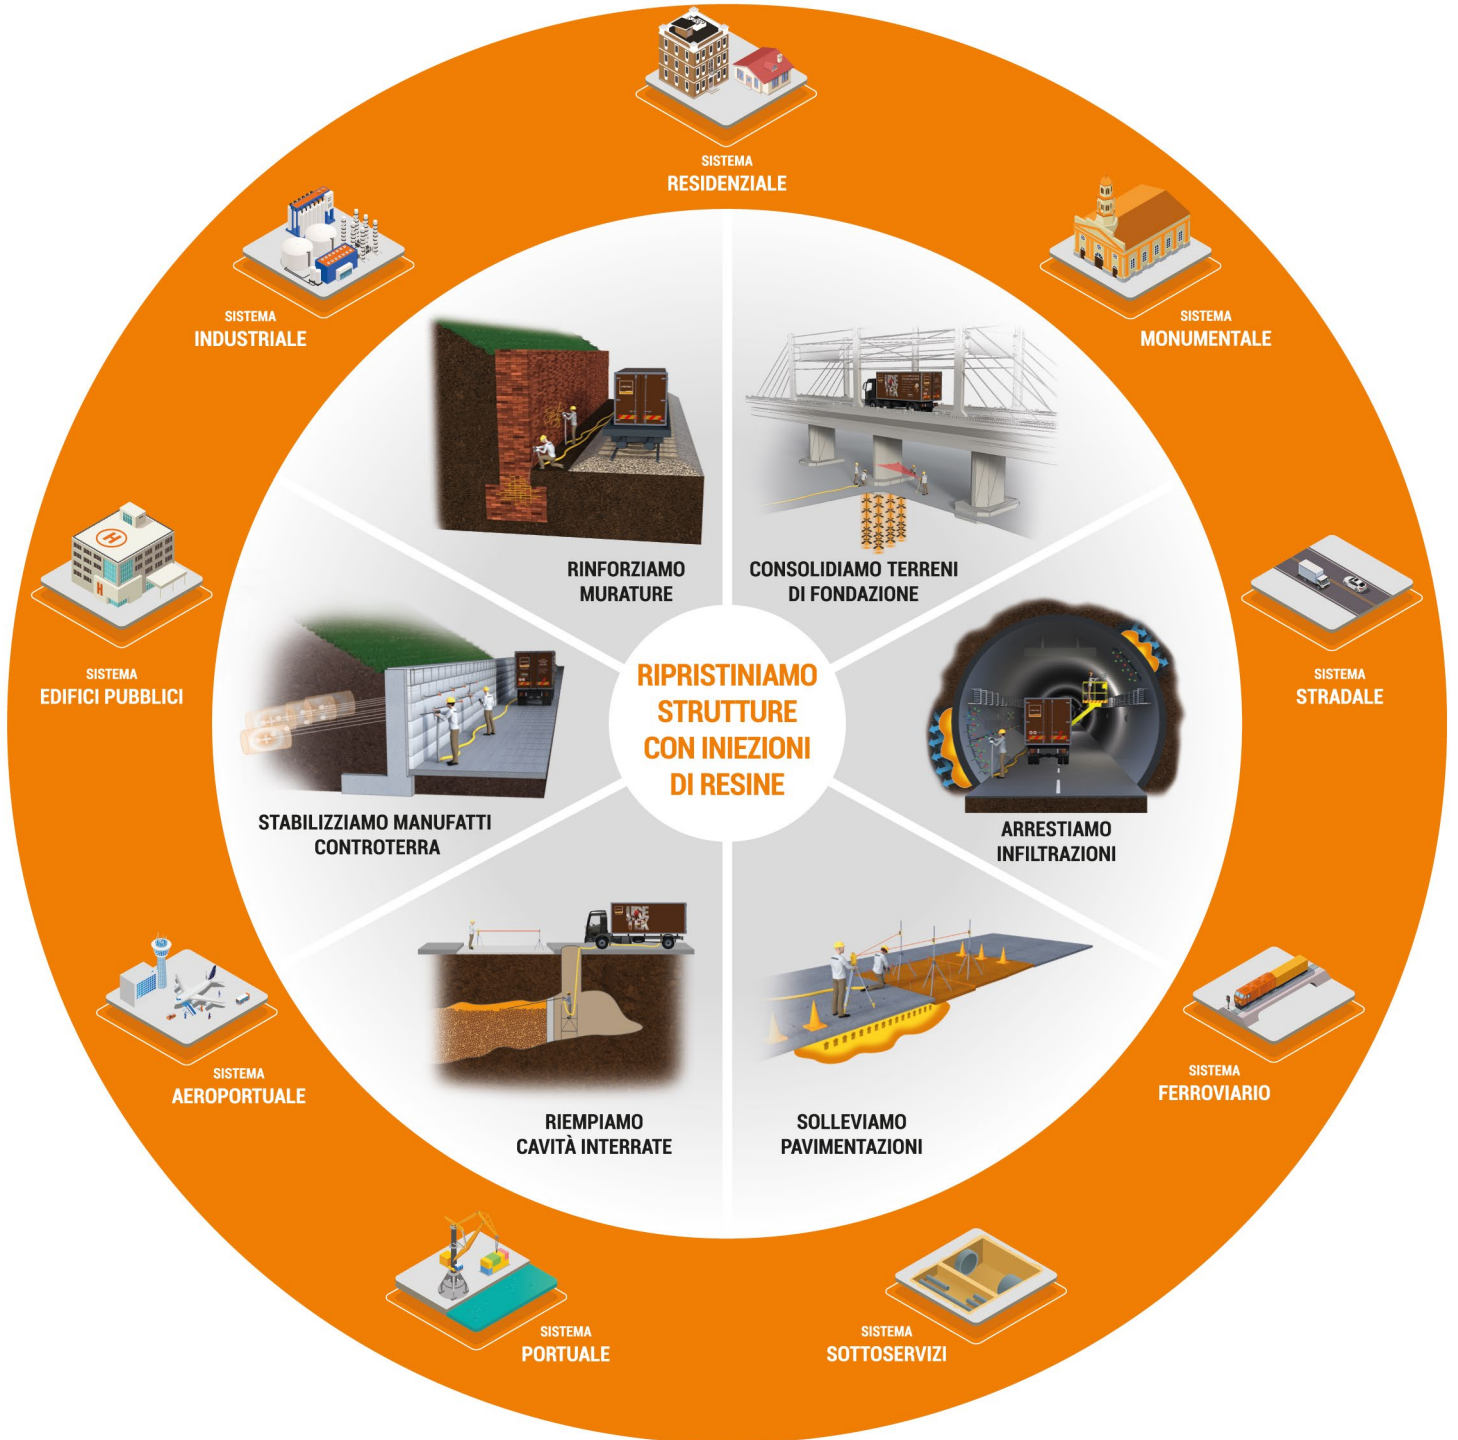 SISTEMA
RESIDENZIALE
SISTEMA
MONUMENTALE
SISTEMA
STRADALE
SISTEMA
FERROVIARIO
SISTEMA
SOTTOSERVIZI
SISTEMA
PORTUALE
SISTEMA
AEROPORTUALE
SISTEMA
EDIFICI PUBBLICI
SISTEMA
INDUSTRIALE
RINFORZIAMO
MURATURE
CONSOLIDIAMO TERRENI
DI FONDAZIONE
ARRESTIAMO
INFILTRAZIONI
SOLLEVIAMO
PAVIMENTAZIONI
RIEMPIAMO
CAVITÀ INTERRATE
STABILIZZIAMO MANUFATTI
CONTROTERRA
RIPRISTINIAMO
STRUTTURE
CON INIEZIONI
DI RESINE
H
H